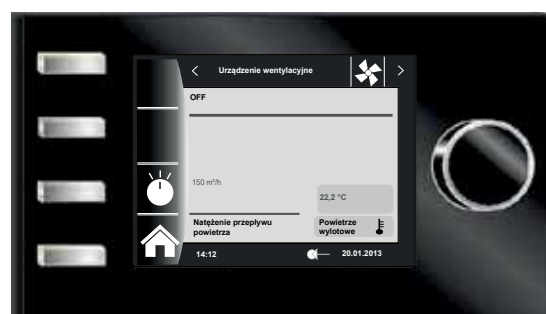 Urządzenie wentylacyjne
OFF
150 m³/h
22,2 °C
Natężenie przepływu
powietrza
Powietrze
wylotowe
14:12
20.01.2013